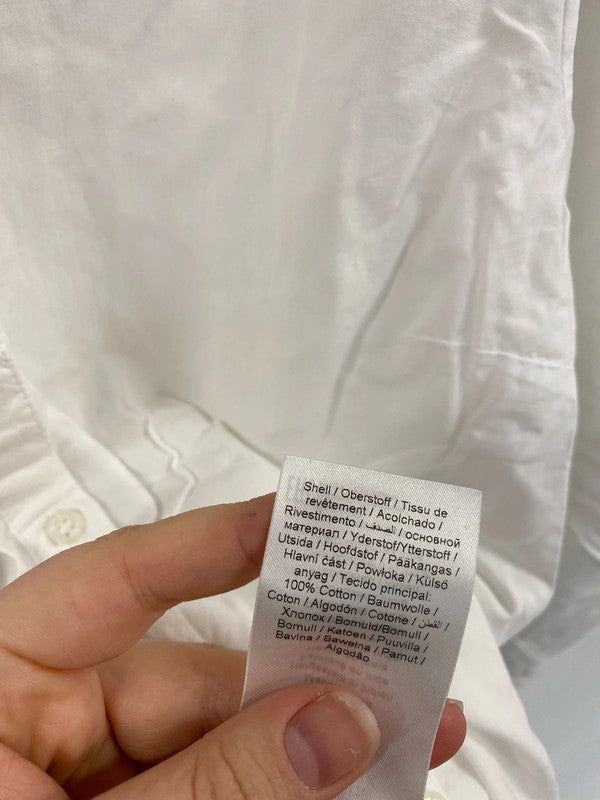 Shell / Oberstoff / Tissu de
revêtement / Acolchado /
Rivestimento / الصدف / основной
материал / Yderstof/Ytterstoff /
Utsida / Hoofdstof / Pääkangas /
Hlavní část / Powłoka / Külső
anyag / Tecido principal:
100% Cotton / Baumwolle /
Coton / Algodón / Cotone / القطن /
Хлопок / Bomuld/Bomull /
Bomull / Katoen / Puuvilla /
Bavlna / Bawełna / Pamut /
Algodão